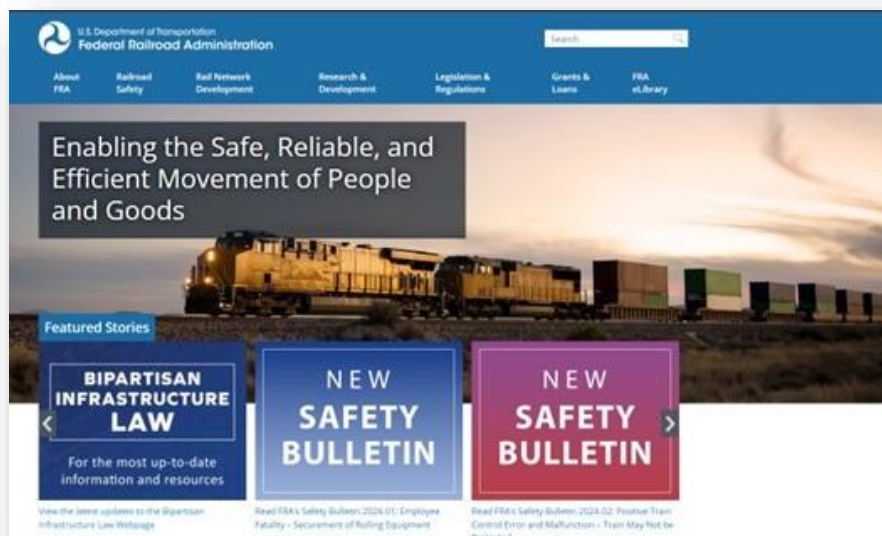 U.S. Department of Transportation
Federal Railroad Administration
Search
About
FRA
Railroad
Safety
Rail Network
Development
Research &
Development
Legislation &
Regulations
Grants &
Loans
FRA
eLibrary
Enabling the Safe, Reliable, and
Efficient Movement of People
and Goods
Featured Stories
BIPARTISAN
INFRASTRUCTURE
LAW
For the most up-to-date
information and resources
NEW
SAFETY
BULLETIN
NEW
SAFETY
BULLETIN
View the latest updates to the Bipartisan
Infrastructure Law Webpage
Read FRA's Safety Bulletin 2024-01: Employee
Fatality – Securement of Rolling Equipment
Read FRA's Safety Bulletin 2024-02: Positive Train
Control Error and Malfunction – Train May Not be